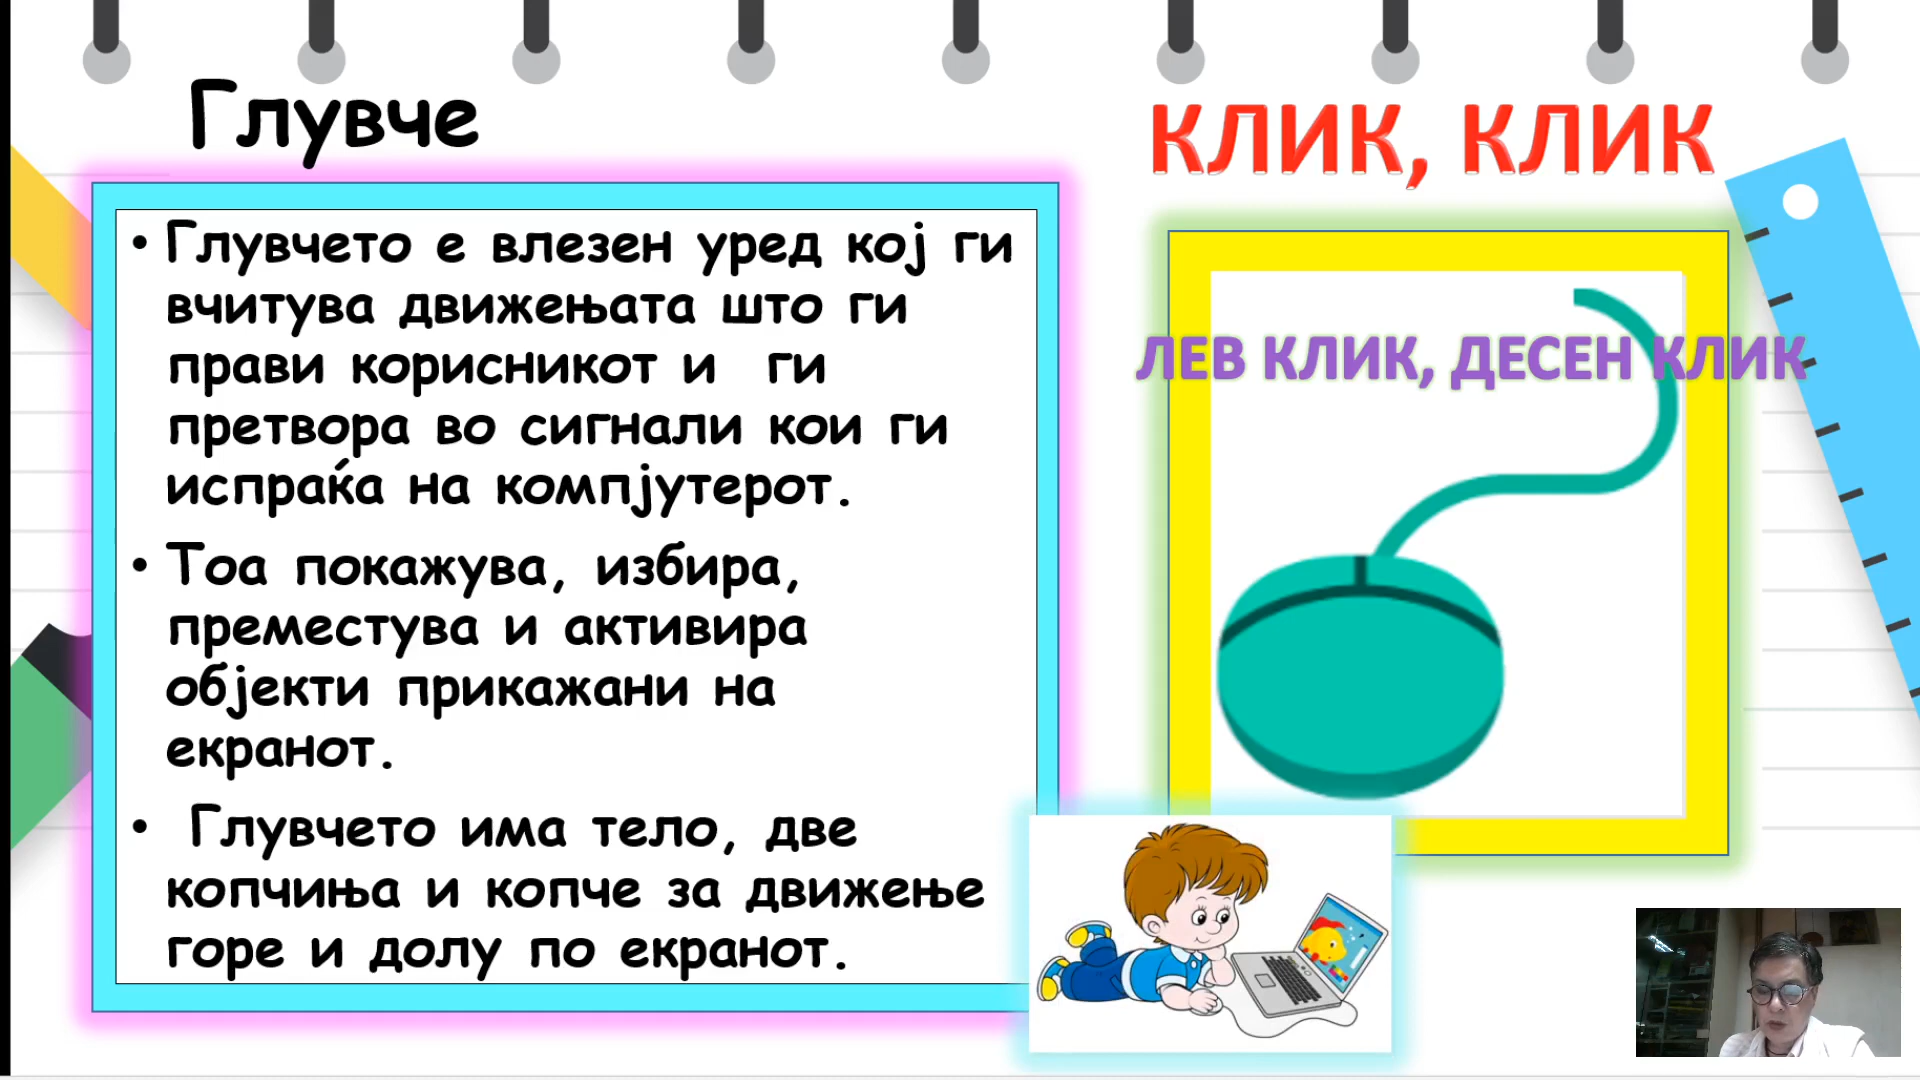 Глувче
• Глувчето е влезен уред кој ги
вчитува движењата што ги
прави корисникот и ги
претвора во сигнали кои ги
испраќа на компјутерот.
• Тоа покажува, избира,
преместува и активира
објекти прикажани на
екранот.
• Глувчето има тело, две
копчиња и копче за движење
горе и долу по екранот.
КЛИК, КЛИК
ЛЕВ КЛИК, ДЕСЕН КЛИК